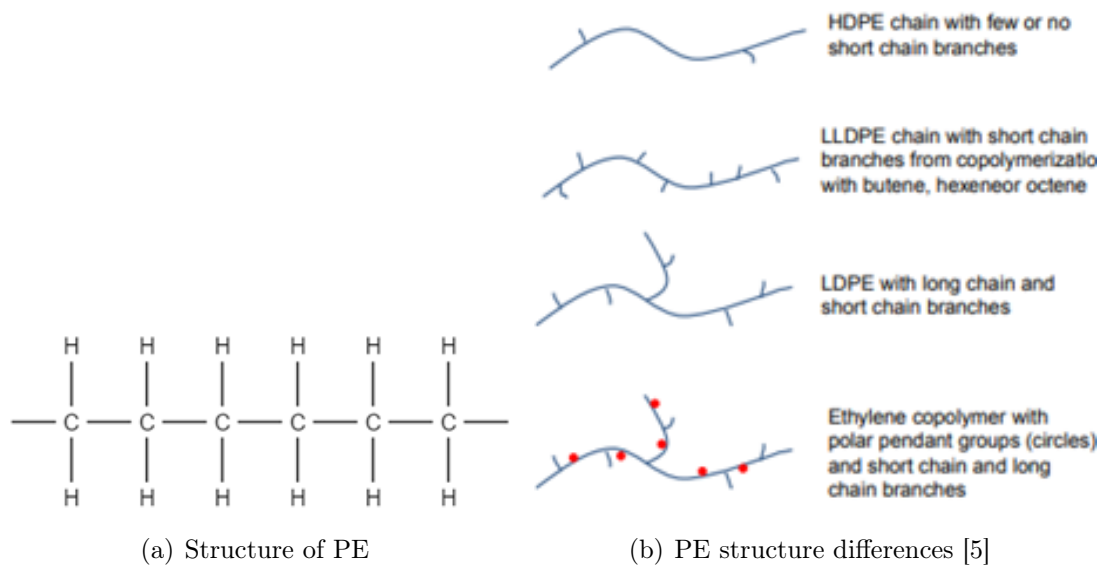 HDPE chain with few or no
short chain branches
LLDPE chain with short chain
branches from copolymerizatio
with butene, hexeneor octene
LDPE with long chain and
short chain branches
H H H H H H
C C C C C C
H H H H H H
Ethylene copolymer with
polar pendant groups (circles)
and short chain and long
chain branches
(a) Structure of PE
(b) PE structure differences [5]